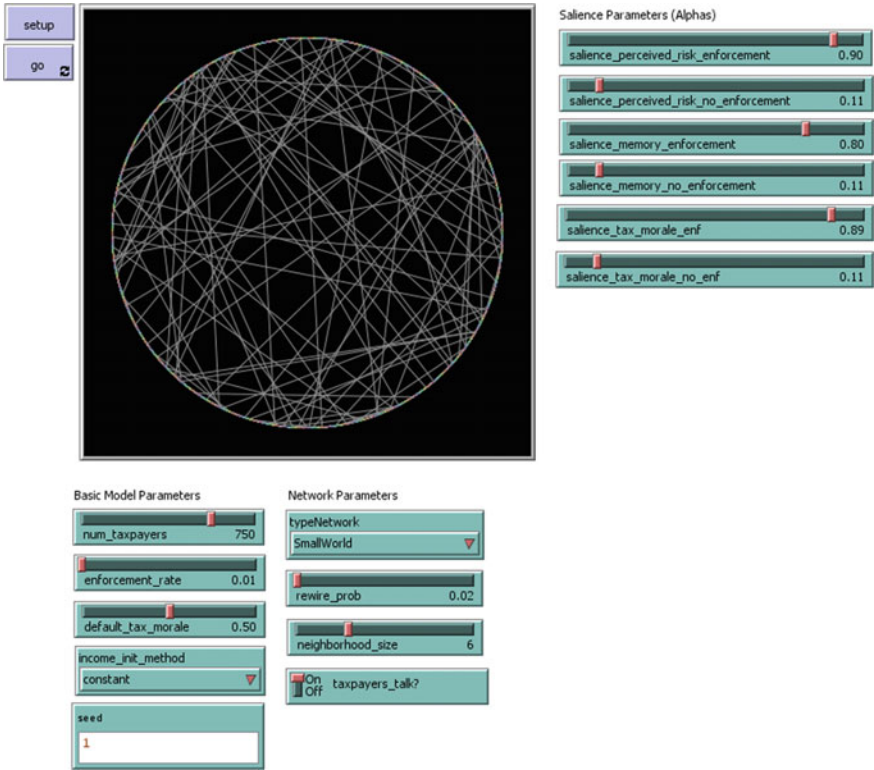 setup
go
Salience Parameters (Alphas)
salience_perceived_risk_enforcement 0.90
salience_perceived_risk_no_enforcement 0.11
salience_memory_enforcement 0.80
salience_memory_no_enforcement 0.11
salience_tax_morale_enf 0.89
salience_tax_morale_no_enf 0.11
Basic Model Parameters
num_taxpayers 750
enforcement_rate 0.01
default_tax_morale 0.50
income_init_method
constant
seed
1
Network Parameters
typeNetwork
SmallWorld
rewire_prob 0.02
neighborhood_size 6
On
Off
taxpayers_talk?